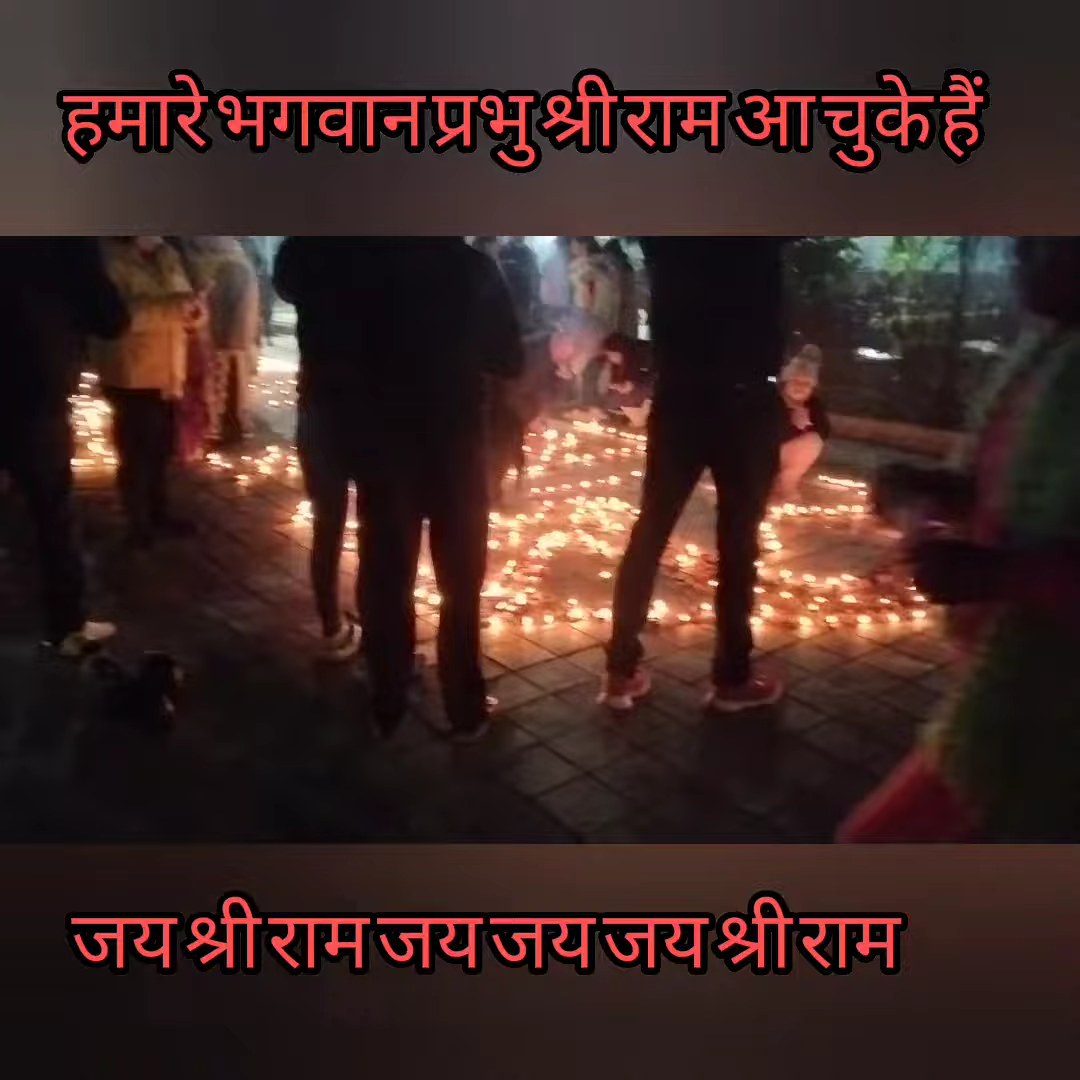 हमारे भगवान प्रभु श्री राम आ चुके हैं
जय श्री राम जय जय जय श्री राम